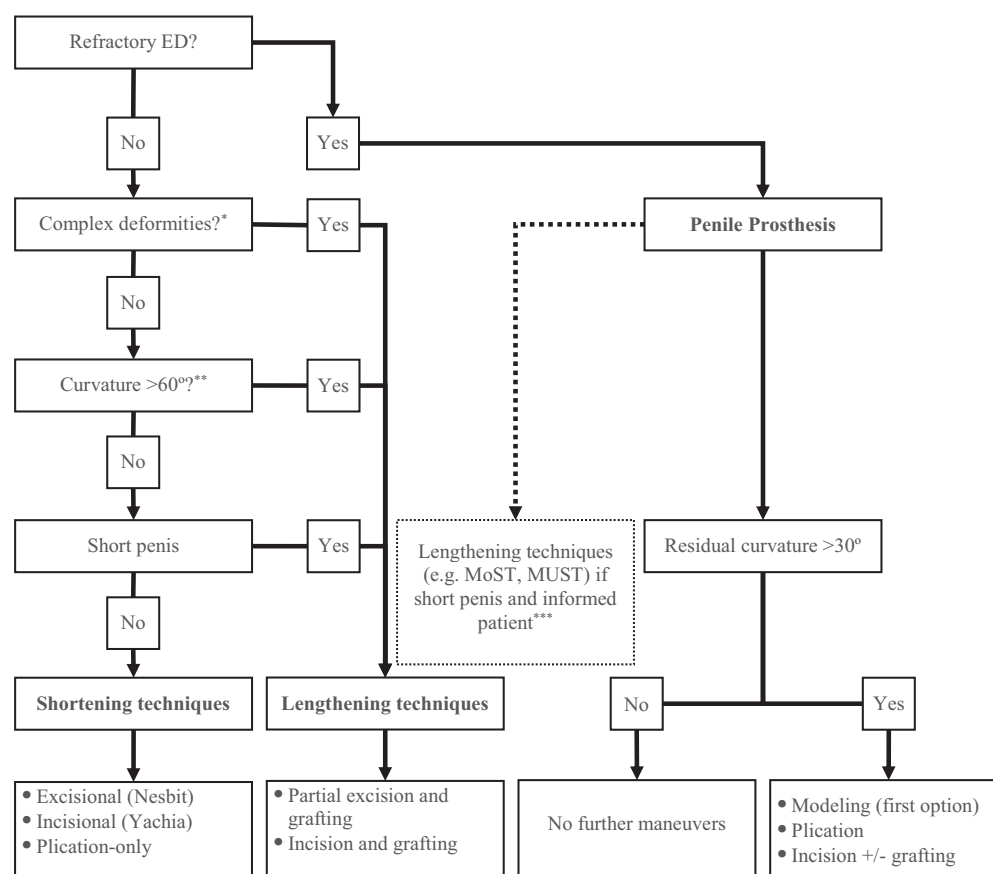 Refractory ED?
No
Yes
Complex deformities?*
Yes
Penile Prosthesis
No
Curvature >60º?**
Yes
No
Short penis
Yes
Lengthening techniques
(e.g. MoST, MUST) if
short penis and informed
patient***
Residual curvature >30º
No
Shortening techniques
Lengthening techniques
No
Yes
• Excisional (Nesbit)
• Incisional (Yachia)
• Plication-only
• Partial excision and
grafting
• Incision and grafting
No further maneuvers
• Modeling (first option)
• Plication
• Incision +/- grafting